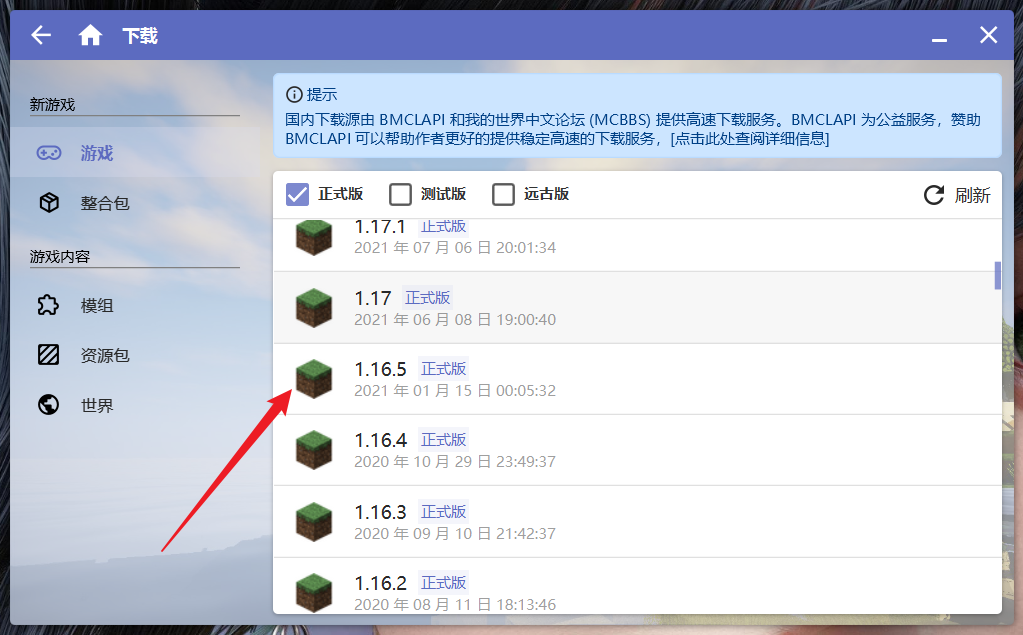 下载
新游戏
游戏
整合包
游戏内容
模组
资源包
世界
提示
国内下载源由 BMCLAPI 和我的世界中文论坛 (MCBBS) 提供高速下载服务。BMCLAPI 为公益服务，赞助
BMCLAPI 可以帮助作者更好的提供稳定高速的下载服务，[点击此处查阅详细信息]
正式版 测试版 远古版 刷新
1.17.1 正式版
2021 年 07 月 06 日 20:01:34
1.17 正式版
2021 年 06 月 08 日 19:00:40
1.16.5 正式版
2021 年 01 月 15 日 00:05:32
1.16.4 正式版
2020 年 10 月 29 日 23:49:37
1.16.3 正式版
2020 年 09 月 10 日 21:42:37
1.16.2 正式版
2020 年 08 月 11 日 18:13:46